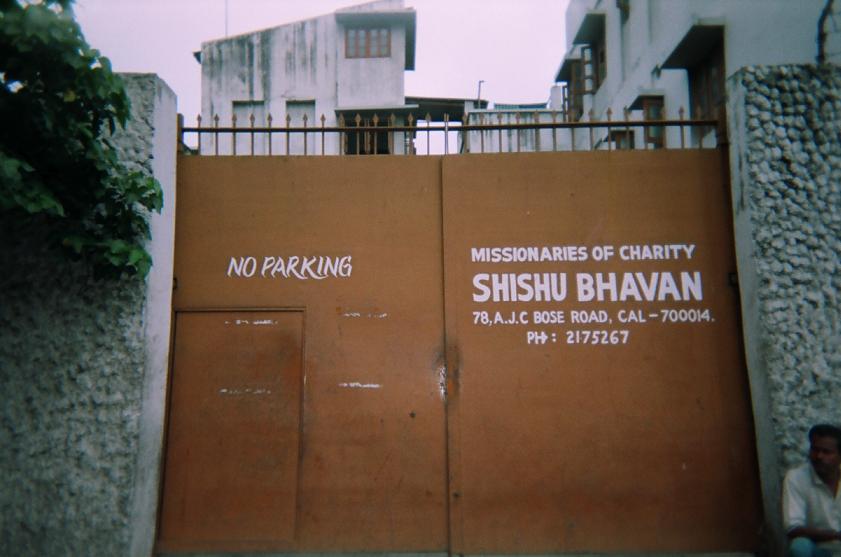 NO PARKING
MISSIONARIES OF CHARITY
SHISHU BHAVAN
78, A.J.C BOSE ROAD, CAL-700014.
PH: 2175267